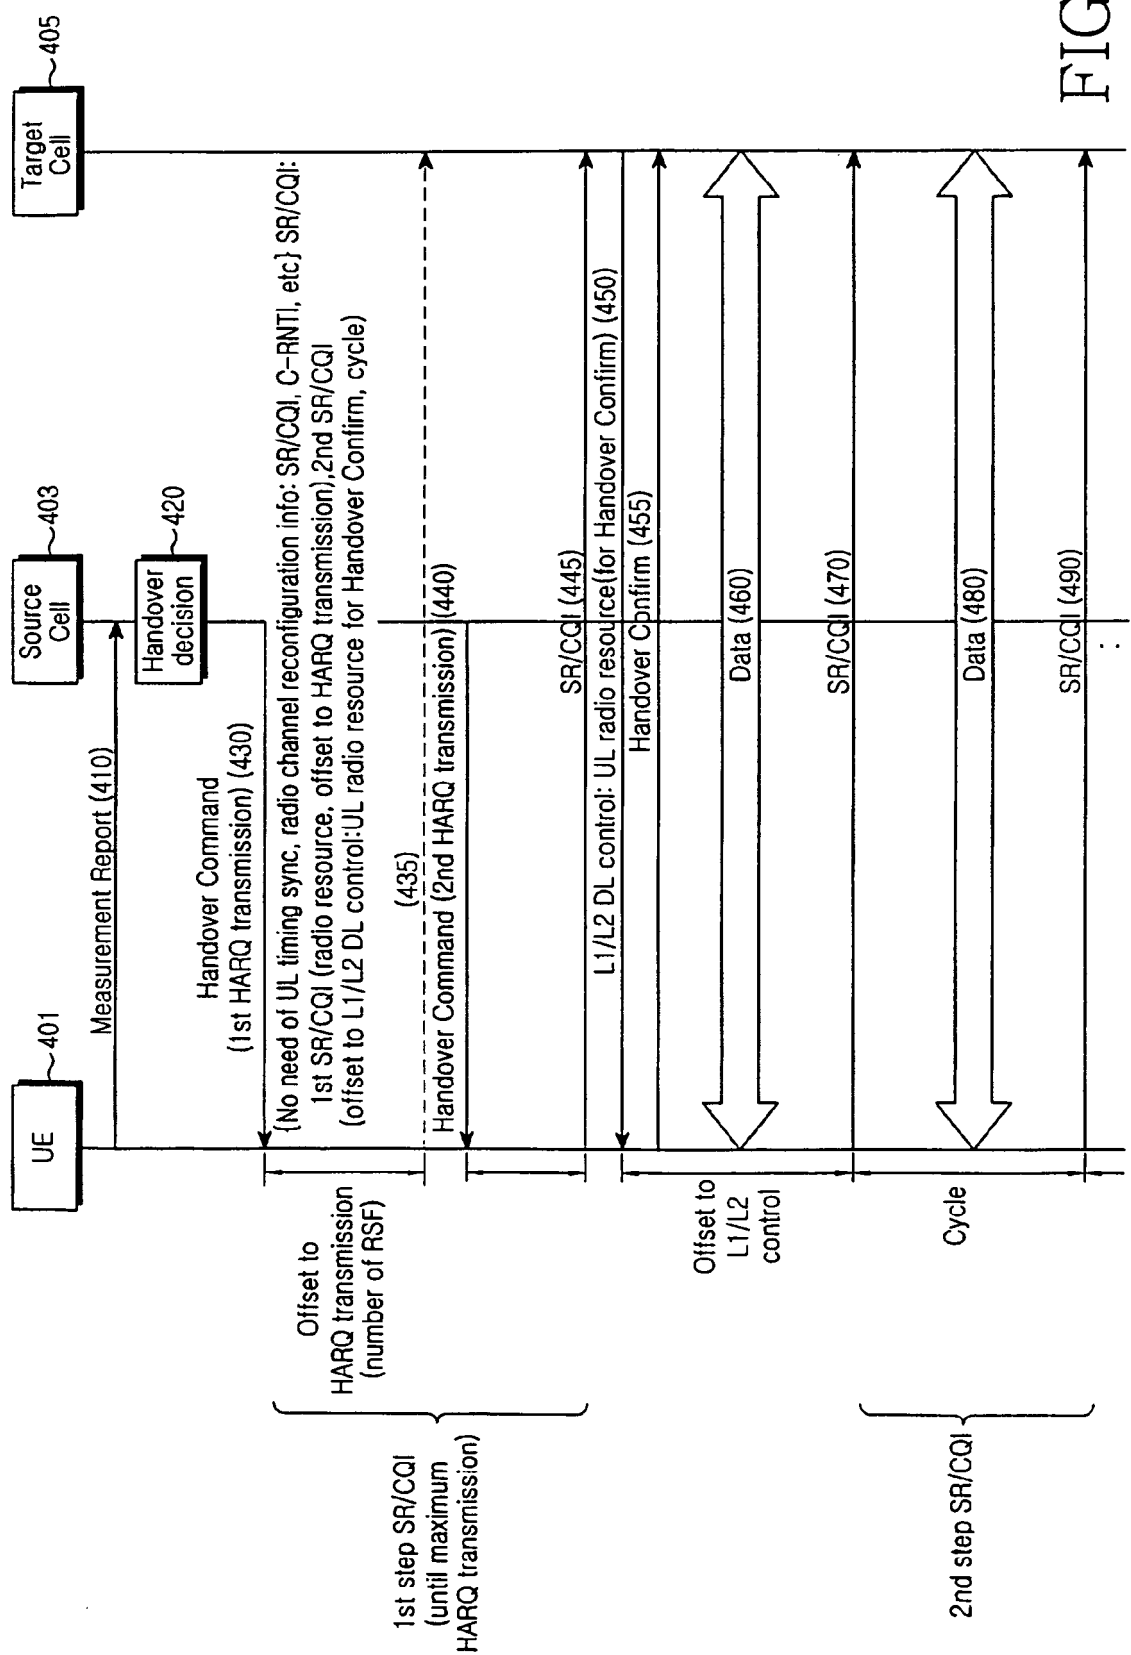 UE
401
Source
Cell
403
Target
Cell
405
Measurement Report (410)
Handover
decision
420
Handover Command
(1st HARQ transmission) (430)
{No need of UL timing sync, radio channel reconfiguration info: SR/CQI, C-RNTI, etc} SR/CQI:
1st SR/CQI (radio resource, offset to HARQ transmission),2nd SR/CQI
(offset to L1/L2 DL control:UL radio resource for Handover Confirm, cycle)
(435)
Handover Command (2nd HARQ transmission) (440)
SR/CQI (445)
L1/L2 DL control: UL radio resource(for Handover Confirm) (450)
Handover Confirm (455)
Data (460)
SR/CQI (470)
Data (480)
SR/CQI (490)
Offset to
HARQ transmission
(number of RSF)
Offset to
L1/L2
control
Cycle
1st step SR/CQI
(until maximum
HARQ transmission)
2nd step SR/CQI
FIG